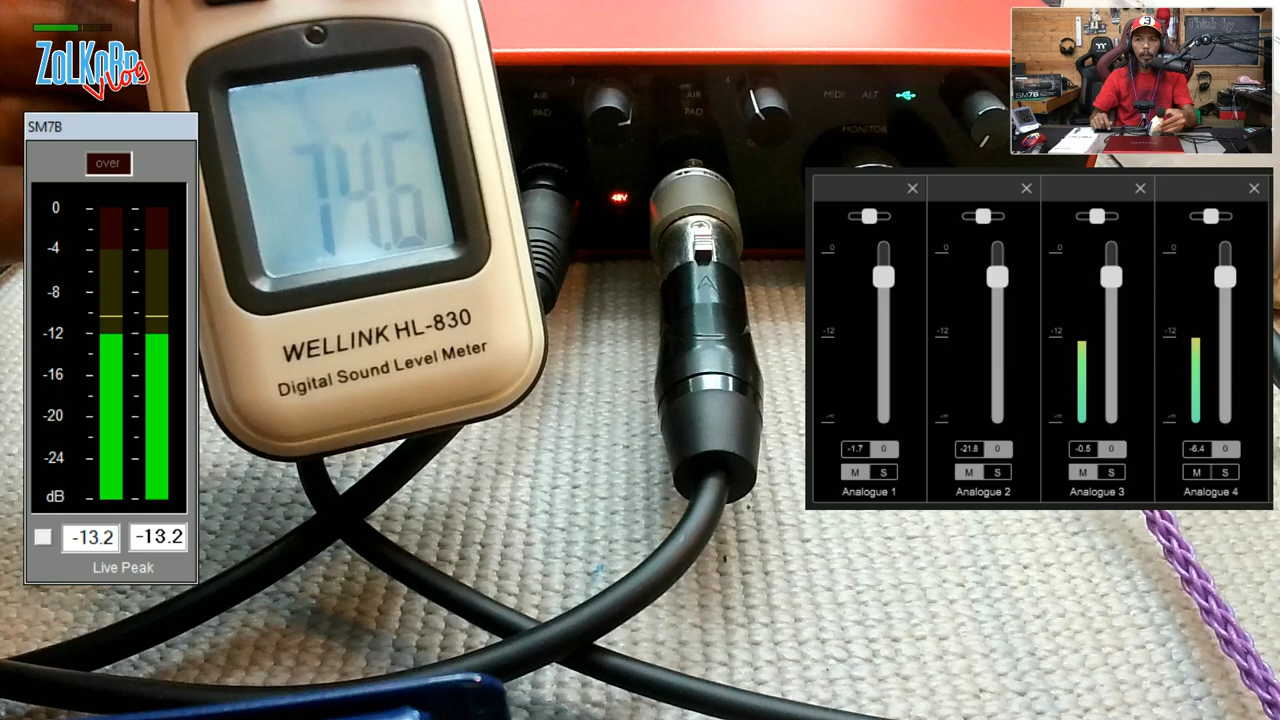 ZoLKoRn
Vlog
SM7B
over
0
-4
-8
-12
-16
-20
-24
dB
-13.2 -13.2
Live Peak
WELLINK HL-830
Digital Sound Level Meter
AIR
PAD
AIR
PAD
48V
MIDI ALT
MONITOR
3
SM7B
0 0 0 0
-12 -12 -12 -12
-1.7 0 -21.8 0 -0.5 0 -6.4 0
M S M S M S M S
Analogue 1 Analogue 2 Analogue 3 Analogue 4